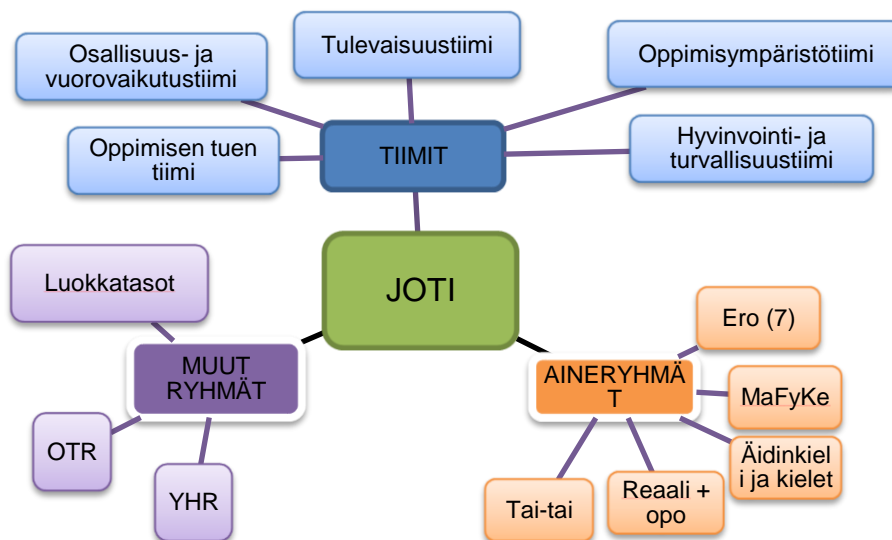 Osallisuus- ja
vuorovaikutustiimi
Tulevaisuustiimi
Oppimisympäristötiimi
Oppimisen tuen
tiimi
TIIMIT
Hyvinvointi- ja
turvallisuustiimi
JOTI
Luokkatasot
MUUT
RYHMÄT
OTR
YHR
AINERYHMÄ
T
Ero (7)
MaFyKe
Äidinkiel
i ja kielet
Reaali +
opo
Tai-tai